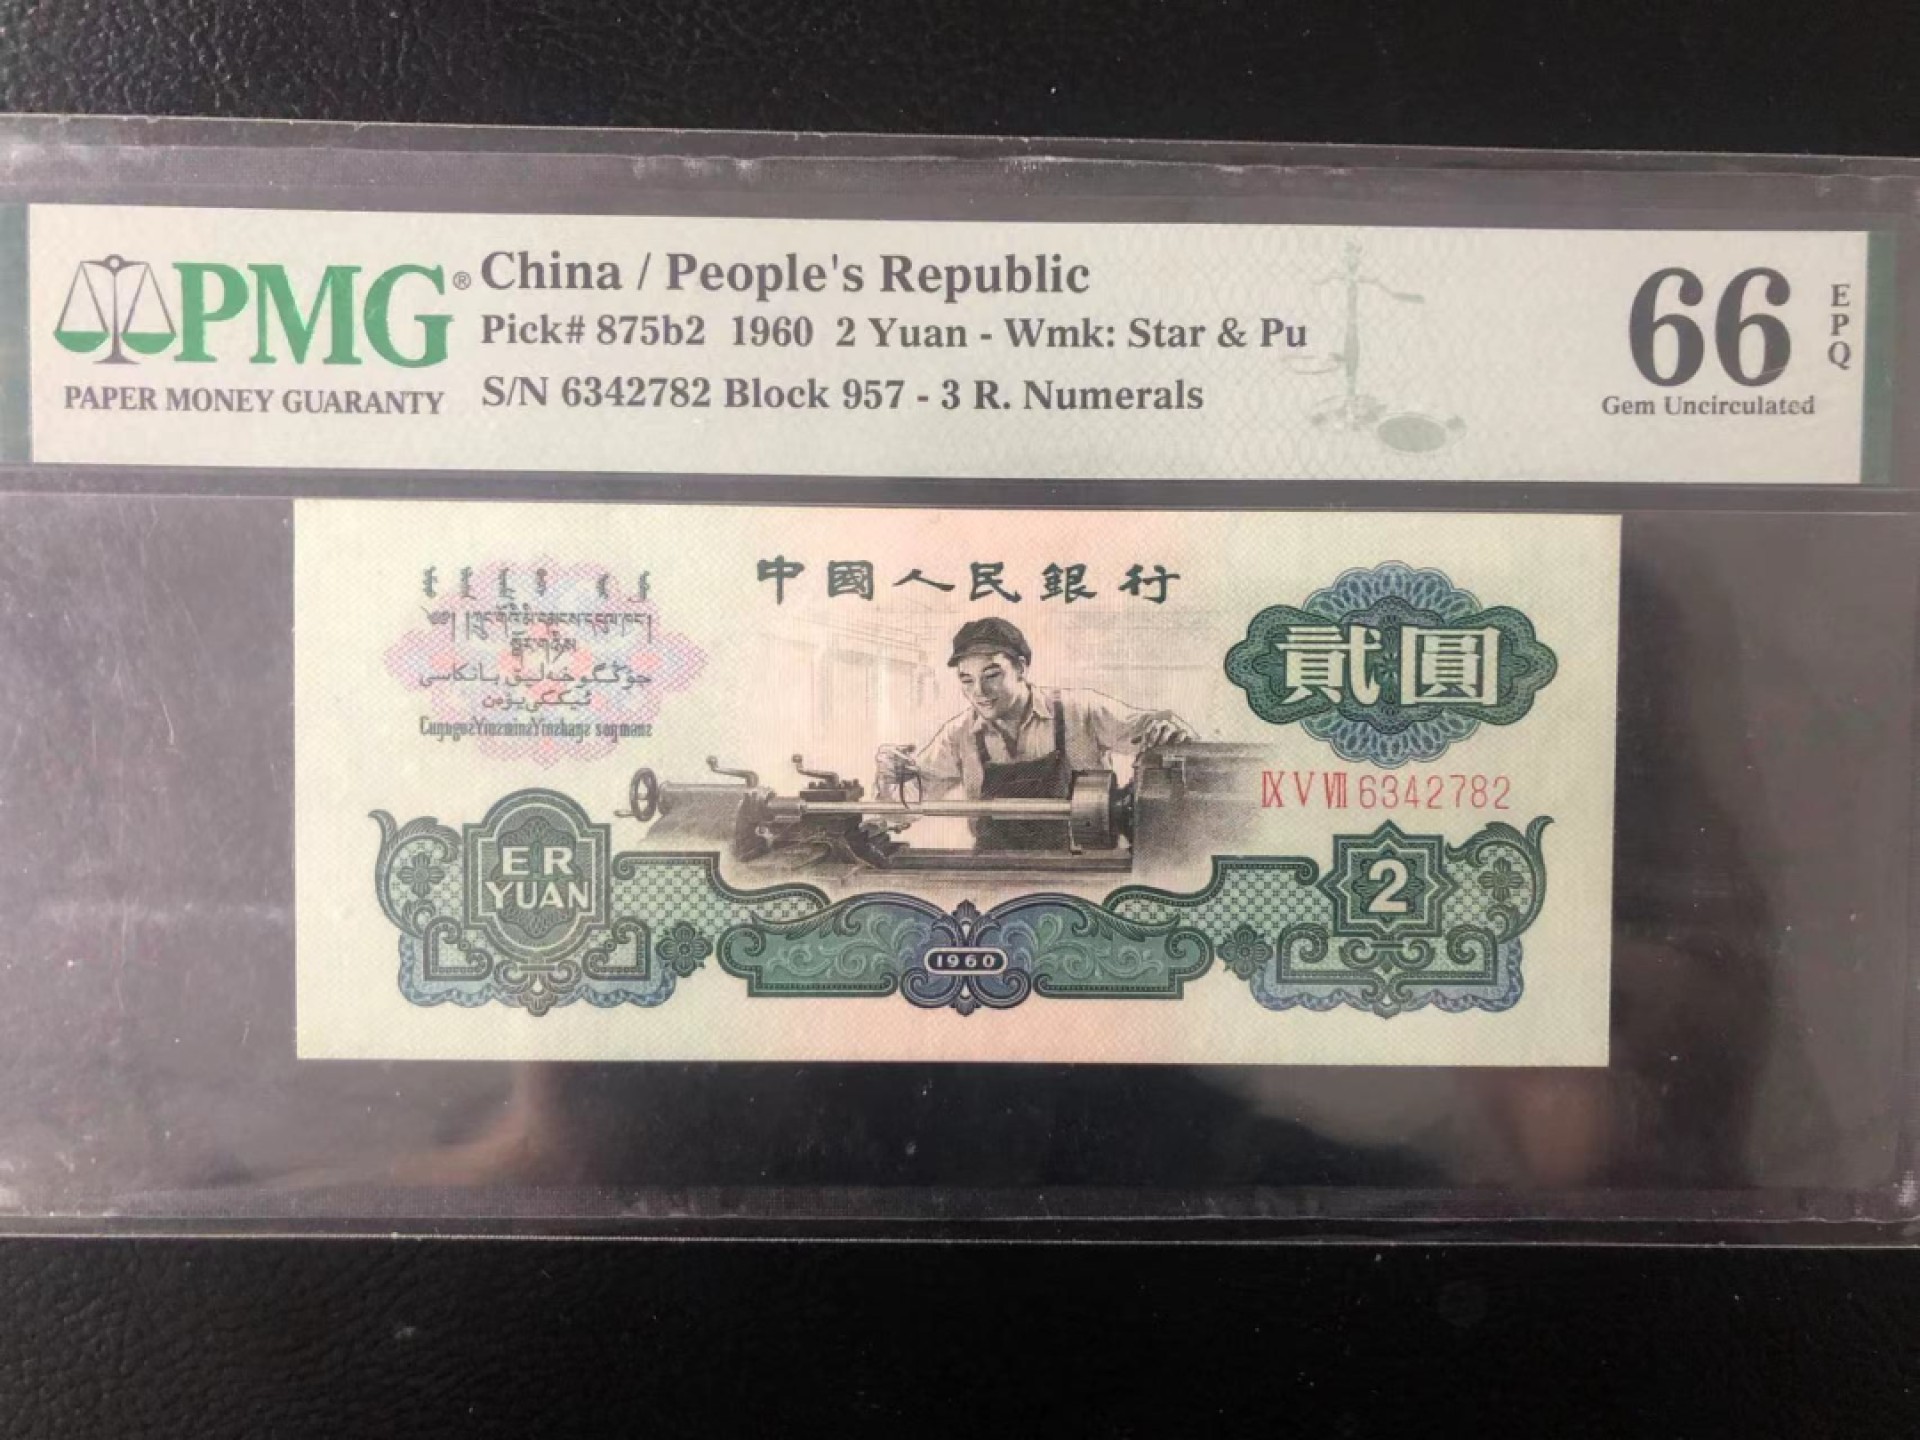 PMG®
PAPER MONEY GUARANTY
China / People's Republic
Pick# 875b2 1960 2 Yuan - Wmk: Star & Pu
S/N 6342782 Block 957 - 3 R. Numerals
66
EPQ
Gem Uncirculated
中國人民銀行
貳圓
ⅨⅤⅦ 6342782
ER
YUAN
1960
2